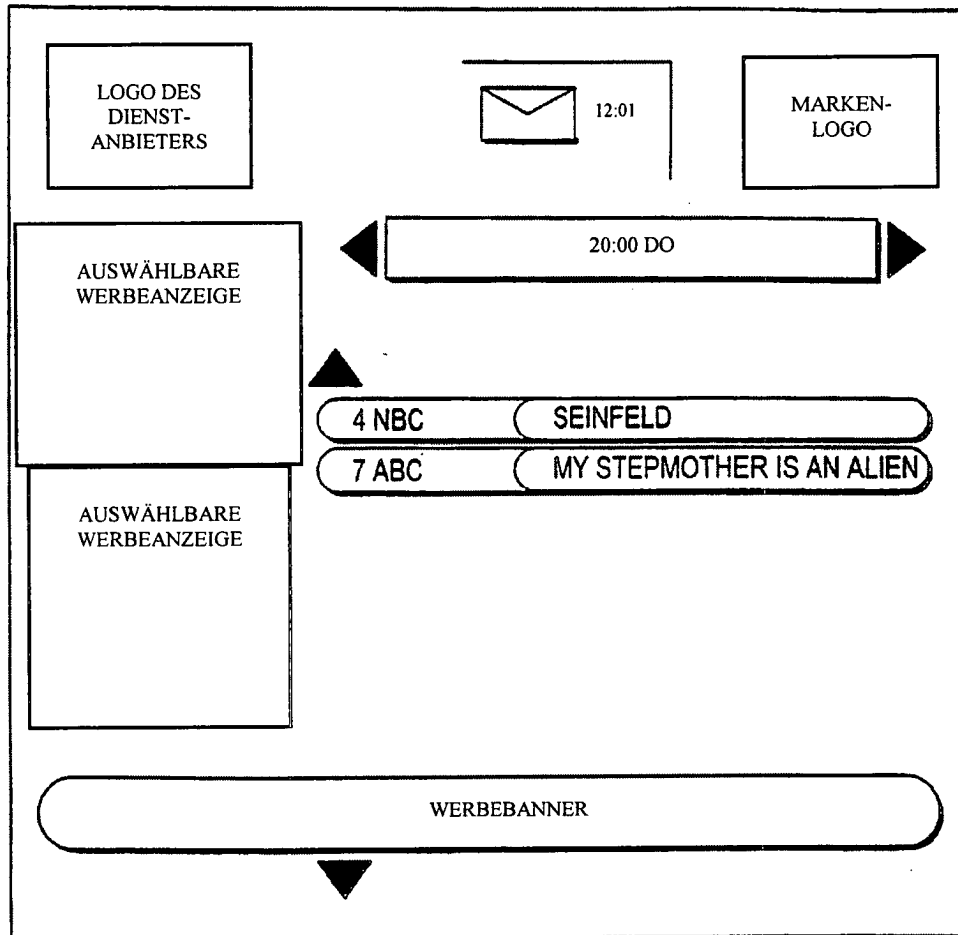 LOGO DES
DIENST-
ANBIETERS
12:01
MARKEN-
LOGO
AUSWÄHLBARE
WERBEANZEIGE
20:00 DO
4 NBC SEINFELD
7 ABC MY STEPMOTHER IS AN ALIEN
AUSWÄHLBARE
WERBEANZEIGE
WERBEBANNER